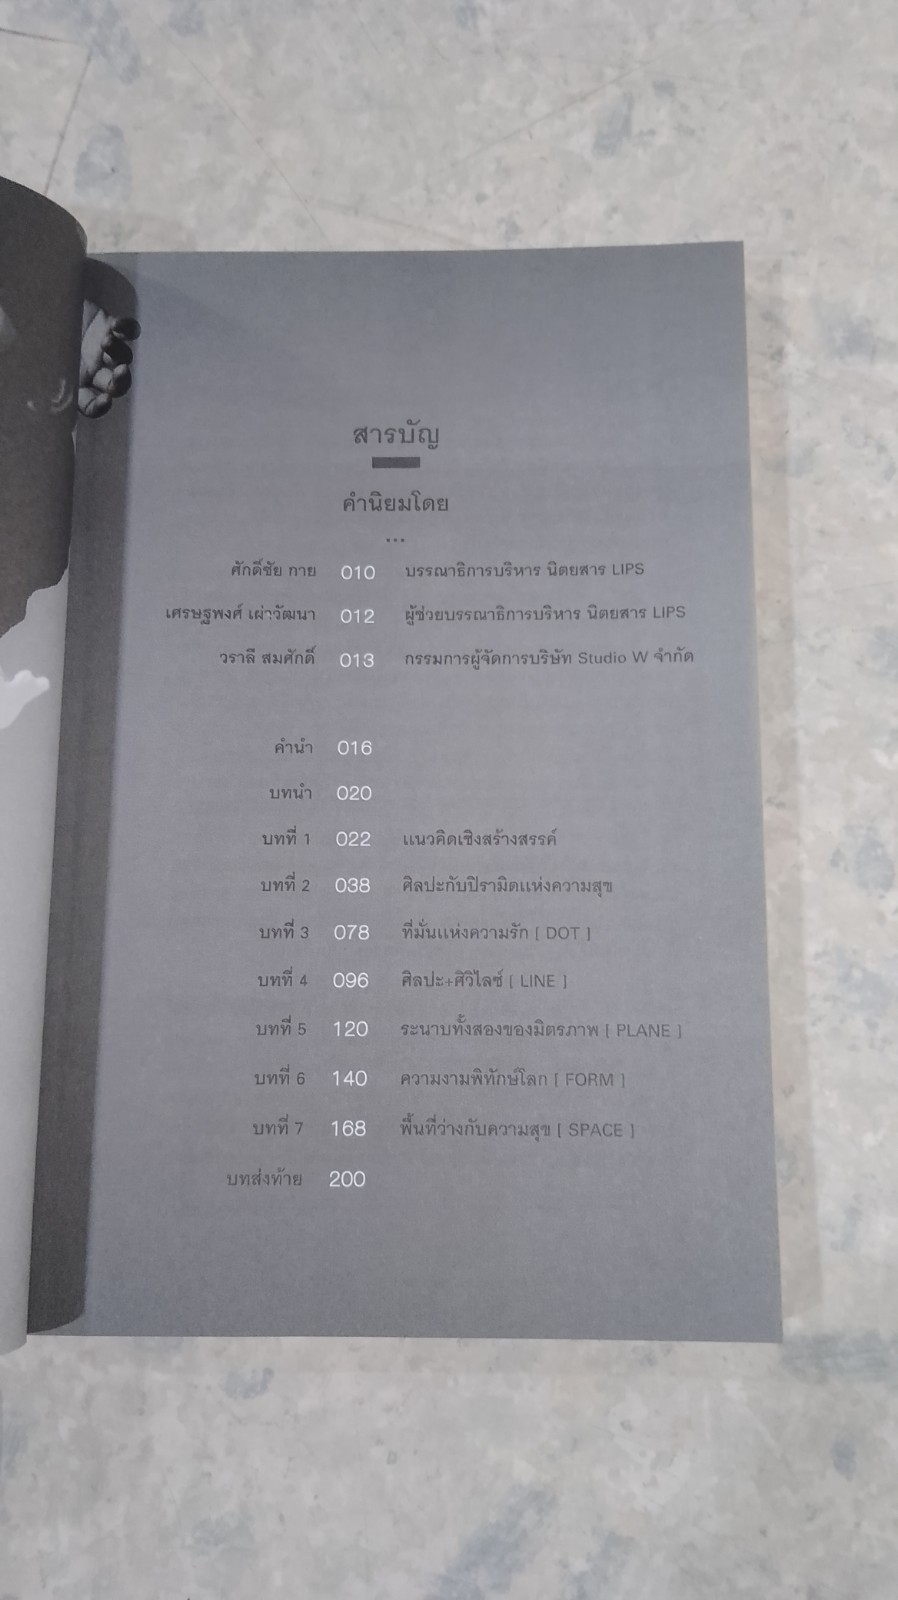 สารบัญ
คำนิยมโดย
...
ศักดิ์ชัย กาย 010 บรรณาธิการบริหาร นิตยสาร LIPS
เศรษฐพงศ์ เผ่าวัฒนา 012 ผู้ช่วยบรรณาธิการบริหาร นิตยสาร LIPS
วราลี สมศักดิ์ 013 กรรมการผู้จัดการบริษัท Studio W จำกัด
คำนำ 016
บทนำ 020
บทที่ 1 022 แนวคิดเชิงสร้างสรรค์
บทที่ 2 038 ศิลปะกับปิรามิดแห่งความสุข
บทที่ 3 078 ที่มั่นแห่งความรัก [ DOT ]
บทที่ 4 096 ศิลปะ+ศิวิไลซ์ [ LINE ]
บทที่ 5 120 ระนาบทั้งสองของมิตรภาพ [ PLANE ]
บทที่ 6 140 ความงามพิทักษ์โลก [ FORM ]
บทที่ 7 168 พื้นที่ว่างกับความสุข [ SPACE ]
บทส่งท้าย 200